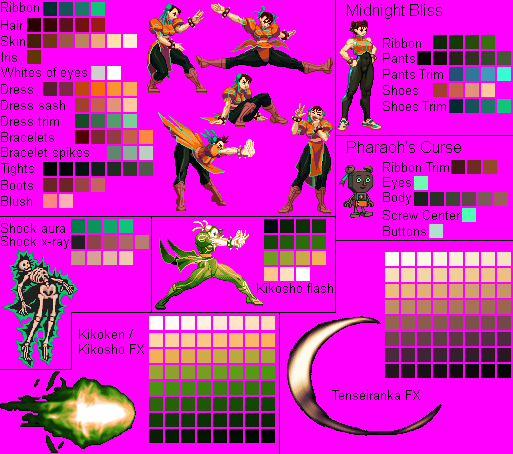 Ribbon
Hair
Skin
Iris
Whites of eyes
Dress
Dress sash
Dress trim
Bracelets
Bracelet spikes
Tights
Boots
Blush
Midnight Bliss
Ribbon
Pants
Pants Trim
Shoes
Shoes Trim
Pharaoh's Curse
Ribbon Trim
Eyes
Body
Screw Center
Buttons
Shock aura
Shock x-ray
Kikosho flash
Kikoken /
Kikosho FX
Tenseiranka FX